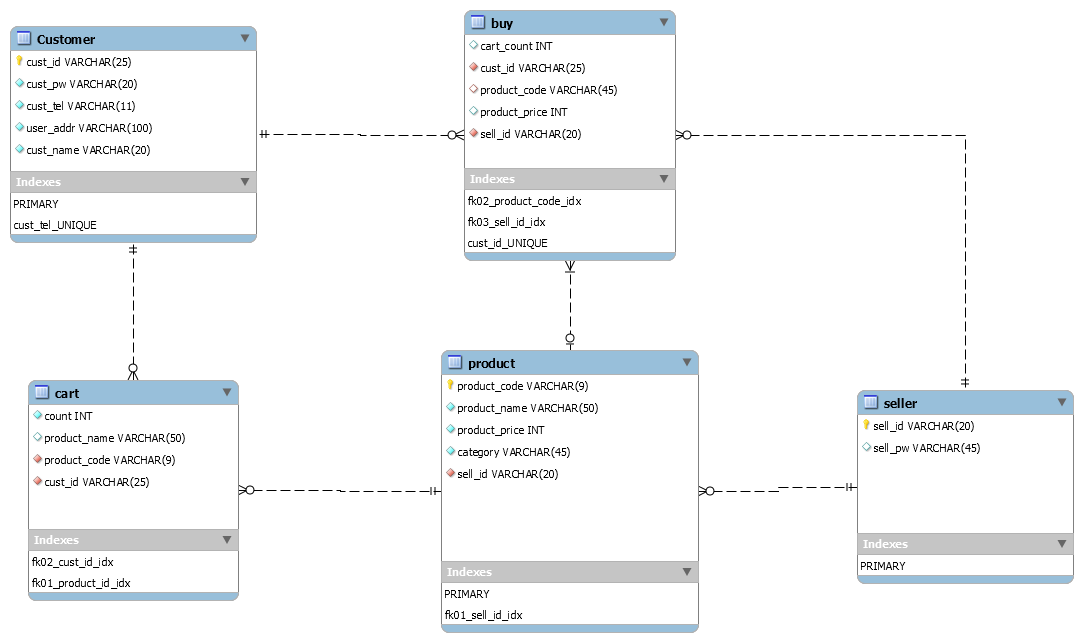 Customer
cust_id VARCHAR(25)
cust_pw VARCHAR(20)
cust_tel VARCHAR(11)
user_addr VARCHAR(100)
cust_name VARCHAR(20)
Indexes
PRIMARY
cust_tel_UNIQUE
buy
cart_count INT
cust_id VARCHAR(25)
product_code VARCHAR(45)
product_price INT
sell_id VARCHAR(20)
Indexes
fk02_product_code_idx
fk03_sell_id_idx
cust_id_UNIQUE
cart
count INT
product_name VARCHAR(50)
product_code VARCHAR(9)
cust_id VARCHAR(25)
Indexes
fk02_cust_id_idx
fk01_product_id_idx
product
product_code VARCHAR(9)
product_name VARCHAR(50)
product_price INT
category VARCHAR(45)
sell_id VARCHAR(20)
Indexes
PRIMARY
fk01_sell_id_idx
seller
sell_id VARCHAR(20)
sell_pw VARCHAR(45)
Indexes
PRIMARY